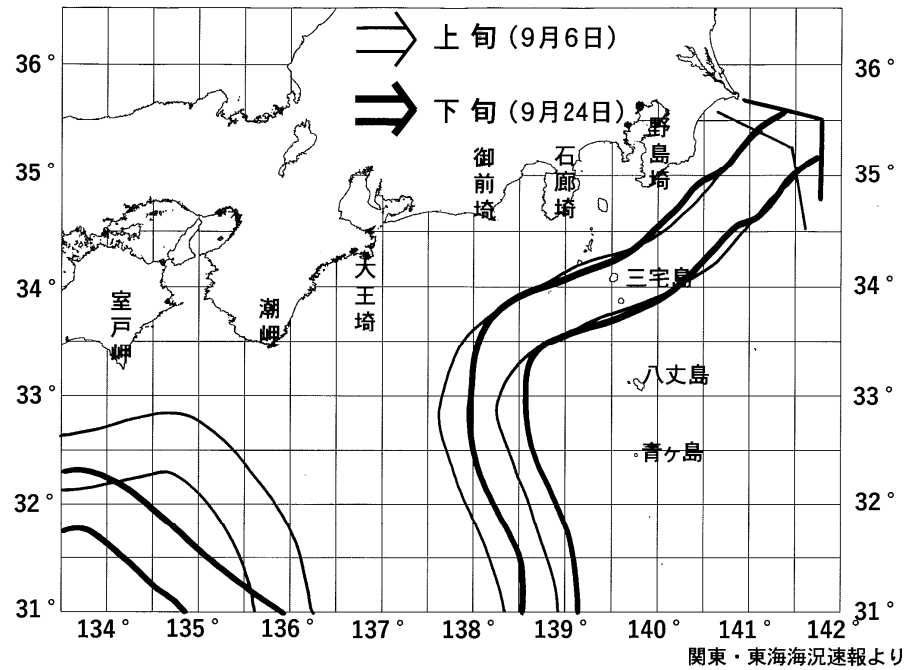 上旬（9月6日）
下旬（9月24日）
36°
36°
35°
35°
34°
34°
33°
33°
32°
32°
31°
31°
御前埼
石廊埼
野島埼
大王埼
潮岬
室戸岬
三宅島
八丈島
青ヶ島
134°
135°
136°
137°
138°
139°
140°
141°
142°
関東・東海海況速報より